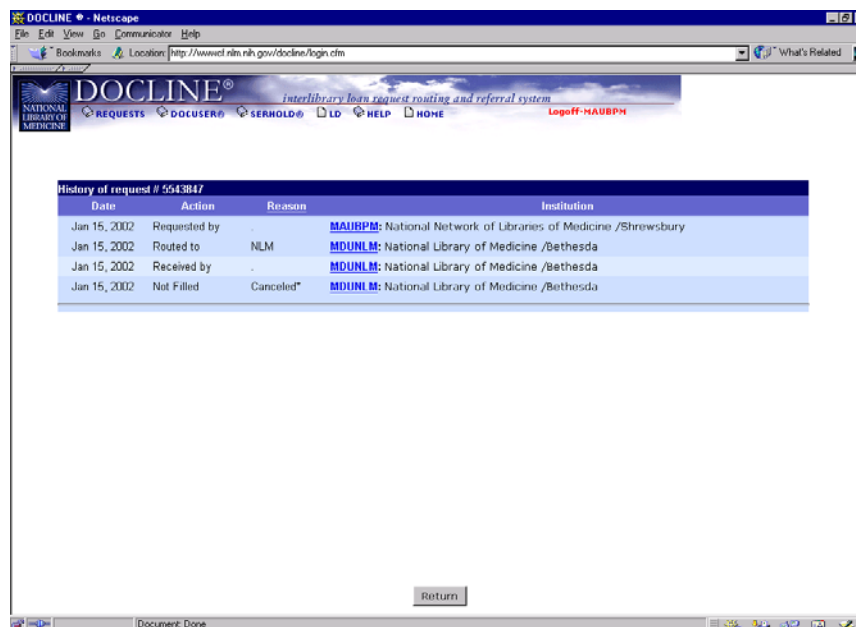 DOCLINE ® - Netscape
File Edit View Go Communicator Help
Bookmarks Location: http://wwwcf.nlm.nih.gov/docline/login.cfm What's Related
NATIONAL LIBRARY OF MEDICINE
DOCLINE®
interlibrary loan request routing and referral system
REQUESTS DOCUSER® SERHOLD® LD HELP HOME Logoff-MAUBPM
History of request # 5543847
Date Action Reason Institution
Jan 15, 2002 Requested by . MAUBPM: National Network of Libraries of Medicine /Shrewsbury
Jan 15, 2002 Routed to NLM MDUNLM: National Library of Medicine /Bethesda
Jan 15, 2002 Received by . MDUNLM: National Library of Medicine /Bethesda
Jan 15, 2002 Not Filled Canceled* MDUNLM: National Library of Medicine /Bethesda
Return
Document: Done